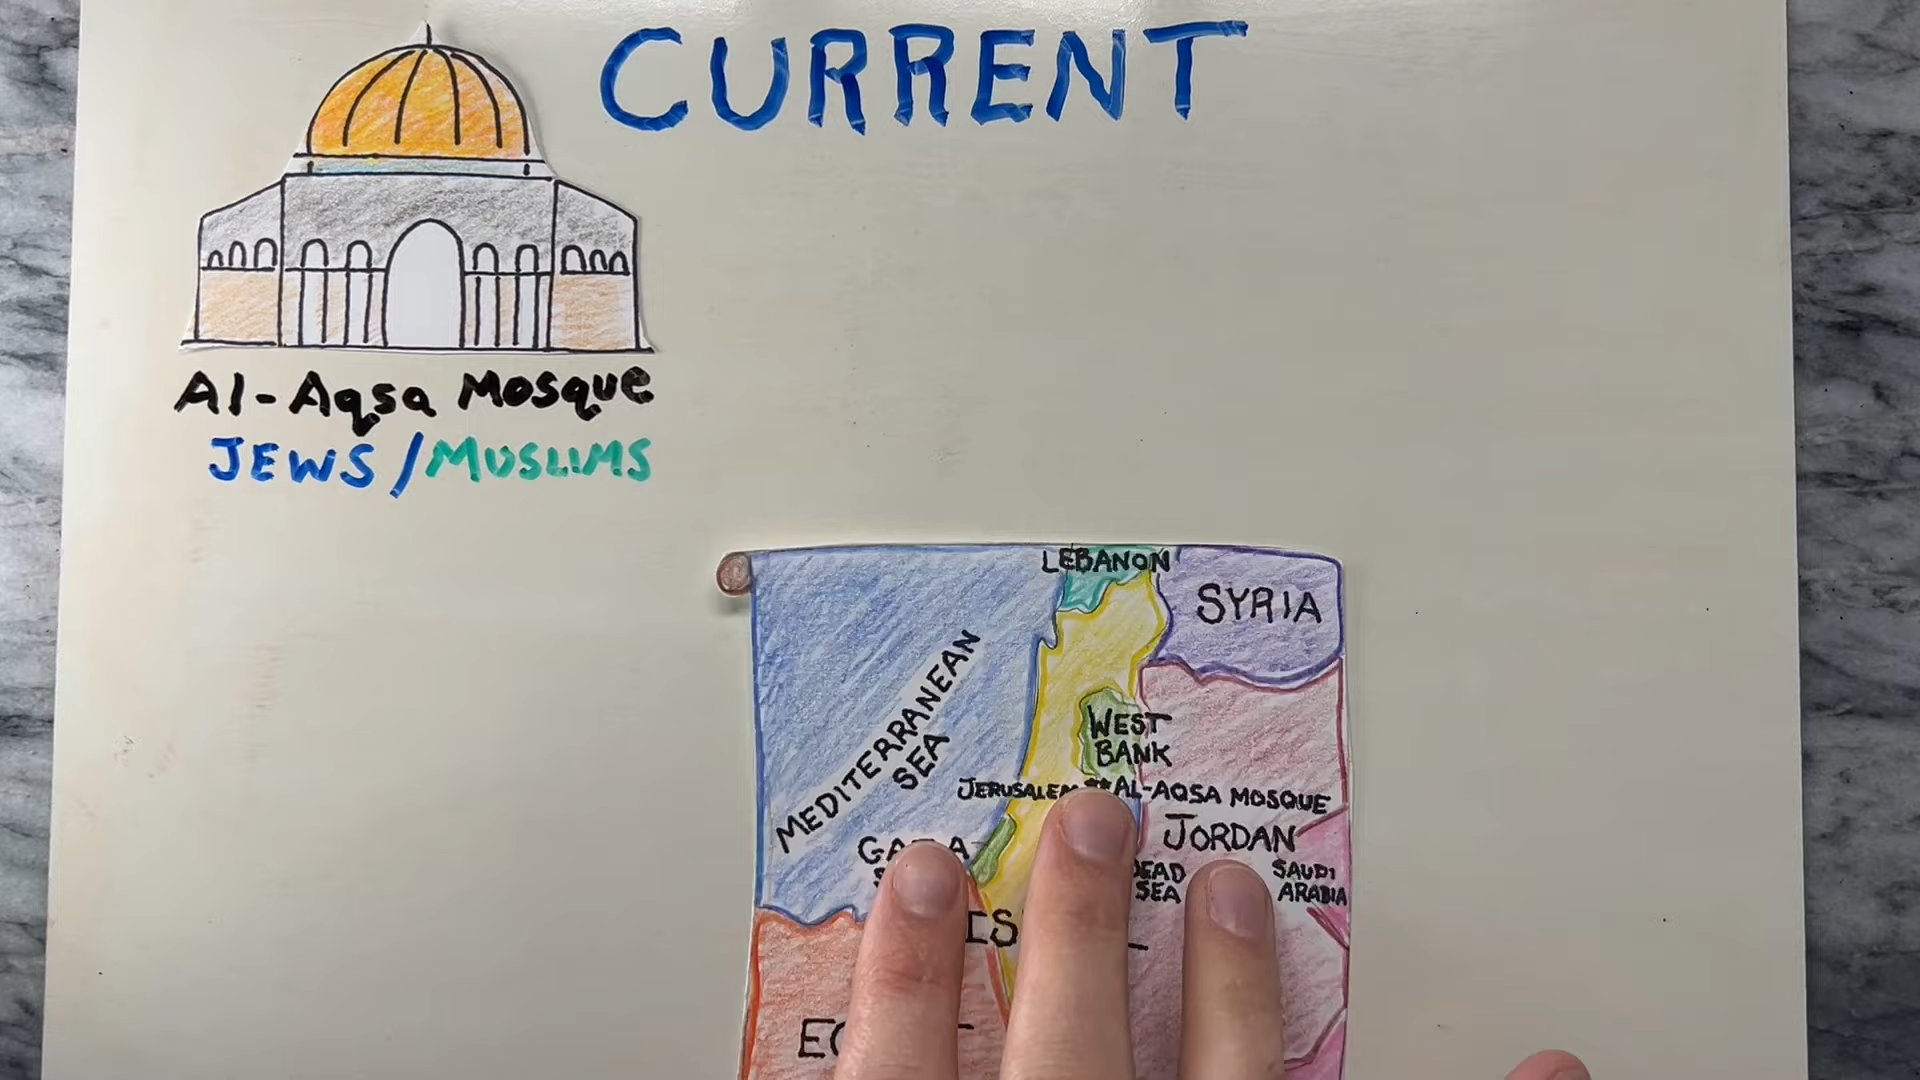 CURRENT
Al-Aqsa Mosque
JEWS/MUSLIMS
LEBANON
SYRIA
MEDITERRANEAN
SEA
WEST
BANK
JERUSALEM
AL-AQSA MOSQUE
JORDAN
DEAD
SEA
SAUDI
ARABIA